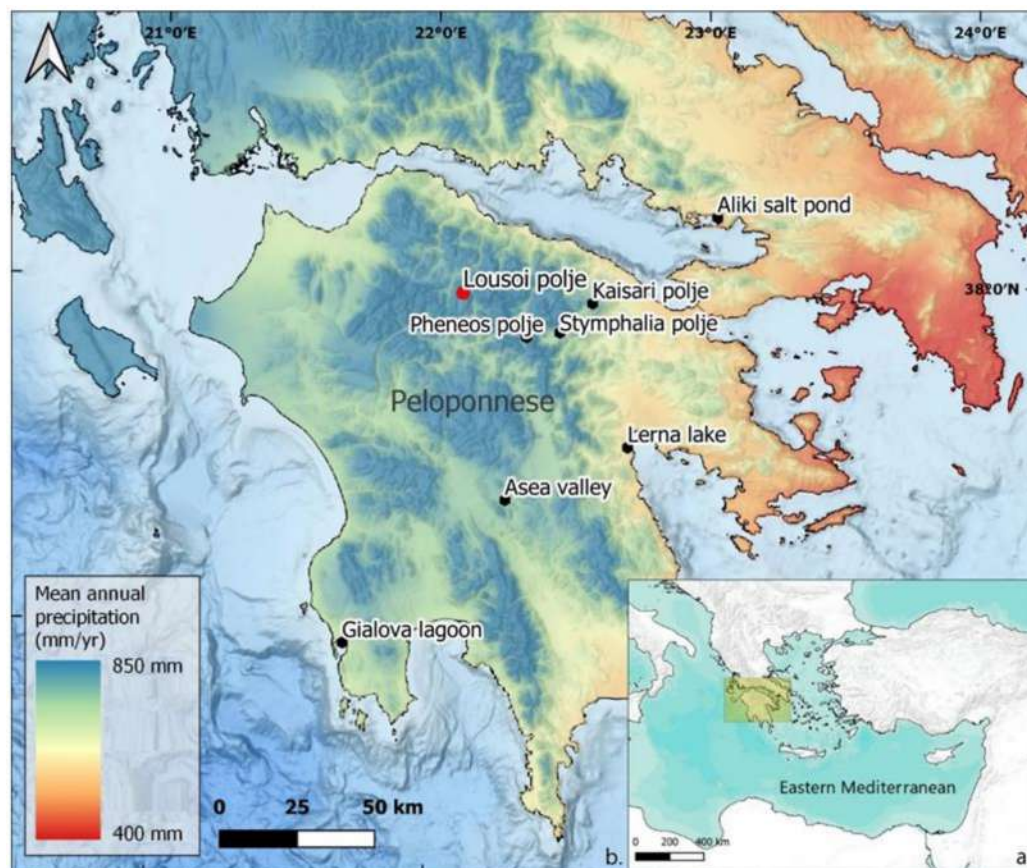 21°0′E
22°0′E
23°0′E
24°0′E
Aliki salt pond
38°0′N
Lousoi polje
Kaisari polje
Pheneos polje
Stymphalia polje
Peloponnese
Lerna lake
Asea valley
Gialova lagoon
Mean annual
precipitation
(mm/yr)
850 mm
400 mm
0 25 50 km
b.
Eastern Mediterranean
0 200 400 km
a